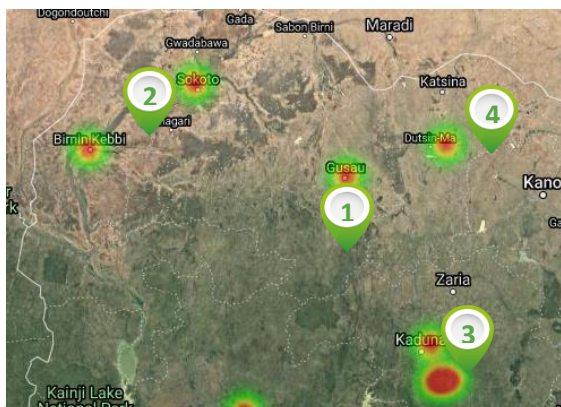 Dogondoutchi
Gada
Sabon Birni
Maradi
Gwadabawa
Sokoto
Katsina
2
4
nagari
Birnin Kebbi
Dutsin-Ma
Gusau
Kano
1
Zaria
3
Kaduna
Kainji Lake
National Park